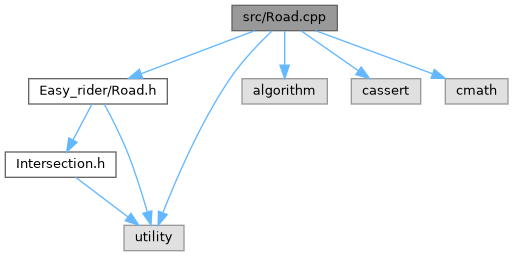 src/Road.cpp
Easy_rider/Road.h
algorithm
cassert
cmath
Intersection.h
utility